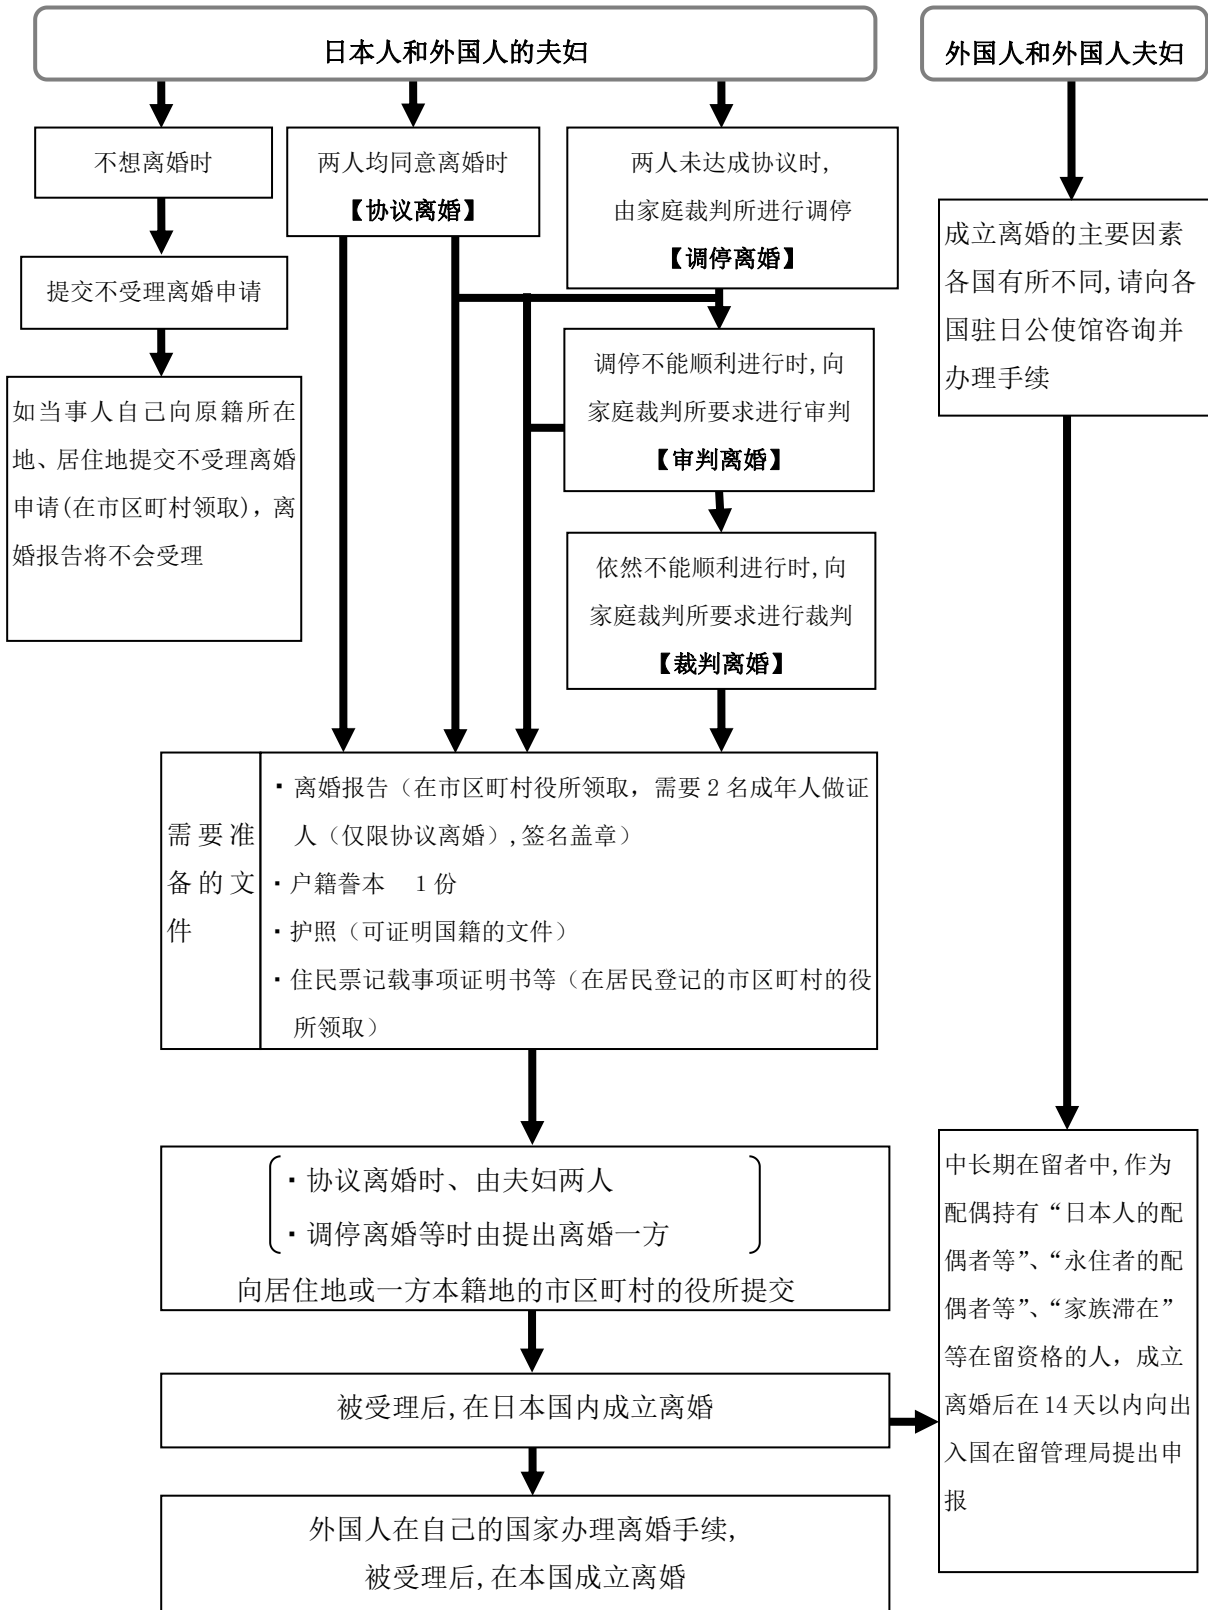 日本人和外国人的夫妇
外国人和外国人夫妇
不想离婚时
两人均同意离婚时
【协议离婚】
两人未达成协议时,
由家庭裁判所进行调停
【调停离婚】
成立离婚的主要因素
各国有所不同,请向各
国驻日公使馆咨询并
办理手续
提交不受理离婚申请
调停不能顺利进行时,向
家庭裁判所要求进行审判
【审判离婚】
如当事人自己向原籍所在
地、居住地提交不受理离婚
申请(在市区町村领取)，离
婚报告将不会受理
依然不能顺利进行时,向
家庭裁判所要求进行裁判
【裁判离婚】
需要准
备的文
件
・离婚报告（在市区町村役所领取，需要 2 名成年人做证
人（仅限协议离婚）,签名盖章）
・户籍誊本　1 份
・护照（可证明国籍的文件）
・住民票记载事项证明书等（在居民登记的市区町村的役
所领取）
・协议离婚时、由夫妇两人
・调停离婚等时由提出离婚一方
向居住地或一方本籍地的市区町村的役所提交
中长期在留者中,作为
配偶持有“日本人的配
偶者等”、“永住者的配
偶者等”、“家族滞在”
等在留资格的人，成立
离婚后在 14 天以内向出
入国在留管理局提出申
报
被受理后,在日本国内成立离婚
外国人在自己的国家办理离婚手续,
被受理后,在本国成立离婚